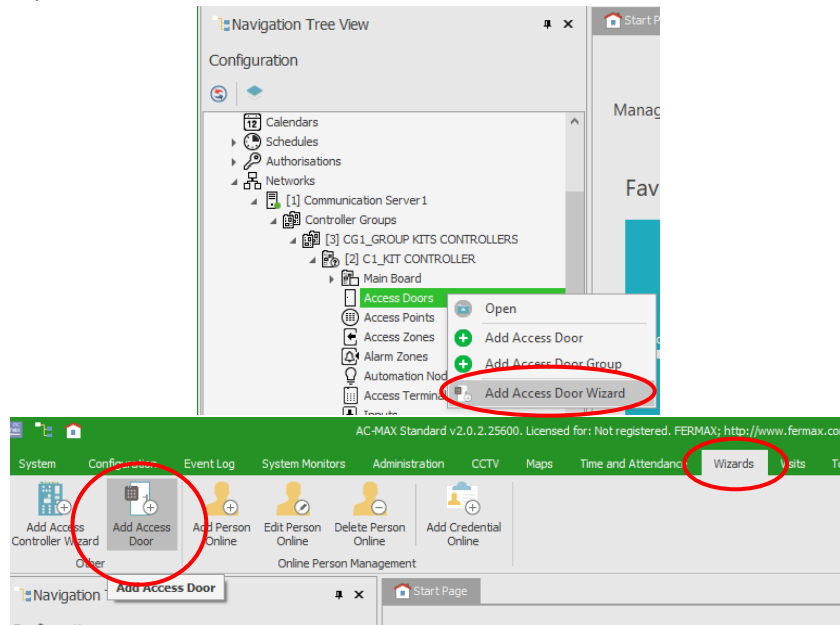 Navigation Tree View
Start P
Configuration
Manag
12 Calendars
Schedules
Authorisations
Networks
Fav
[1] Communication Server1
Controller Groups
[3] CG1_GROUP KITS CONTROLLERS
[2] C1_KIT CONTROLLER
Main Board
Access Doors
Open
Access Points
Add Access Door
Access Zones
Alarm Zones
Add Access Door Group
Automation Nod
Access Terminal
Add Access Door Wizard
Inputs
AC-MAX Standard v2.0.2.25600. Licensed for: Not registered. FERMAX; http://www.fermax.co
System Configuration Event Log System Monitors Administration CCTV Maps Time and Attendance Wizards Visits To
Add Access Controller Wizard
Add Access Door
Add Person Online
Edit Person Online
Delete Person Online
Add Credential Online
Other
Online Person Management
Add Access Door
Navigation T
Start Page